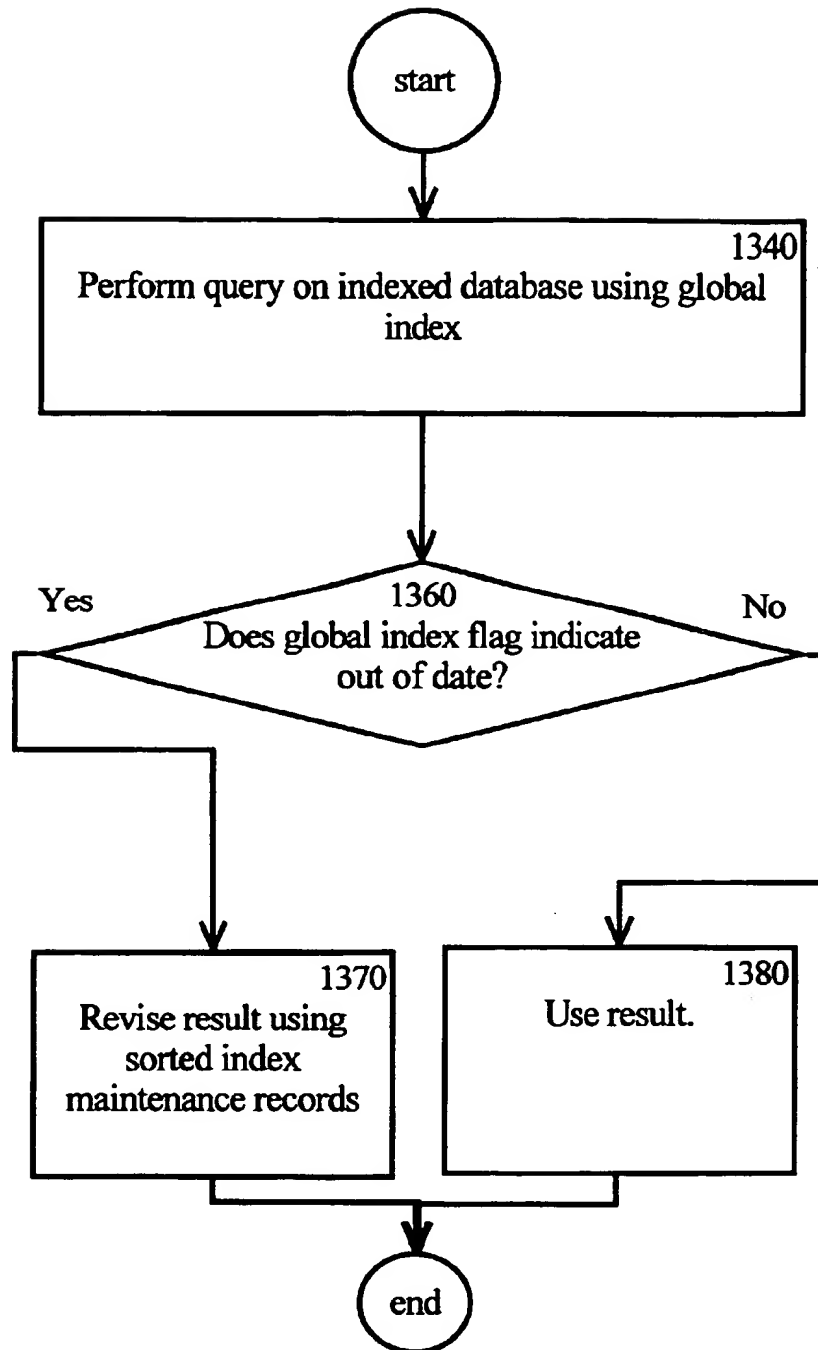 start
1340
Perform query on indexed database using global
index
Yes
1360
No
Does global index flag indicate
out of date?
1370
Revise result using
sorted index
maintenance records
1380
Use result.
end